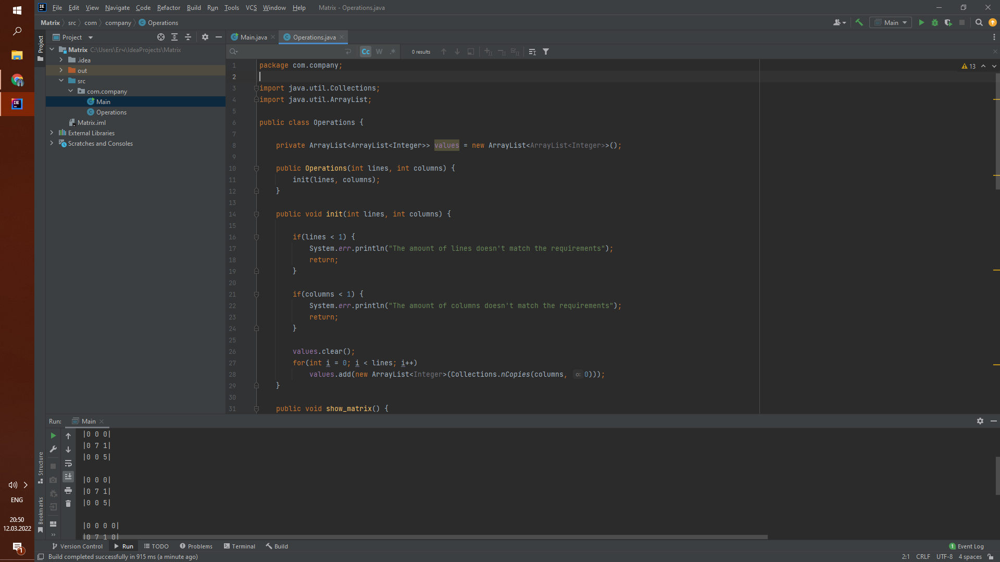 File Edit View Navigate Code Refactor Build Run Tools VCS Window Help Matrix - Operations.java
Matrix src com company Operations
Main
Project
Main.java
Operations.java
Matrix C:\Users\Егч\IdeaProjects\Matrix
.idea
out
src
com.company
Main
Operations
Matrix.iml
External Libraries
Scratches and Consoles
Cc W .* 0 results
13
1 package com.company;
2
3 import java.util.Collections;
4 import java.util.ArrayList;
5
6 public class Operations {
7
8 private ArrayList<ArrayList<Integer>> values = new ArrayList<ArrayList<Integer>>();
9
10 public Operations(int lines, int columns) {
11 init(lines, columns);
12 }
13
14 public void init(int lines, int columns) {
15
16 if(lines < 1) {
17 System.err.println("The amount of lines doesn't match the requirements");
18 return;
19 }
20
21 if(columns < 1) {
22 System.err.println("The amount of columns doesn't match the requirements");
23 return;
24 }
25
26 values.clear();
27 for(int i = 0; i < lines; i++)
28 values.add(new ArrayList<Integer>(Collections.nCopies(columns, o: 0)));
29 }
30
31 public void show_matrix() {
Project
Structure
Bookmarks
Run: Main
|0 0 0|
|0 7 1|
|0 0 5|
|0 0 0|
|0 7 1|
|0 0 5|
|0 0 0 0|
|0 7 1 0|
Version Control Run TODO Problems Terminal Build
1 Event Log
Build completed successfully in 915 ms (a minute ago)
2:1 CRLF UTF-8 4 spaces
ENG
20:50
12.03.2022
1